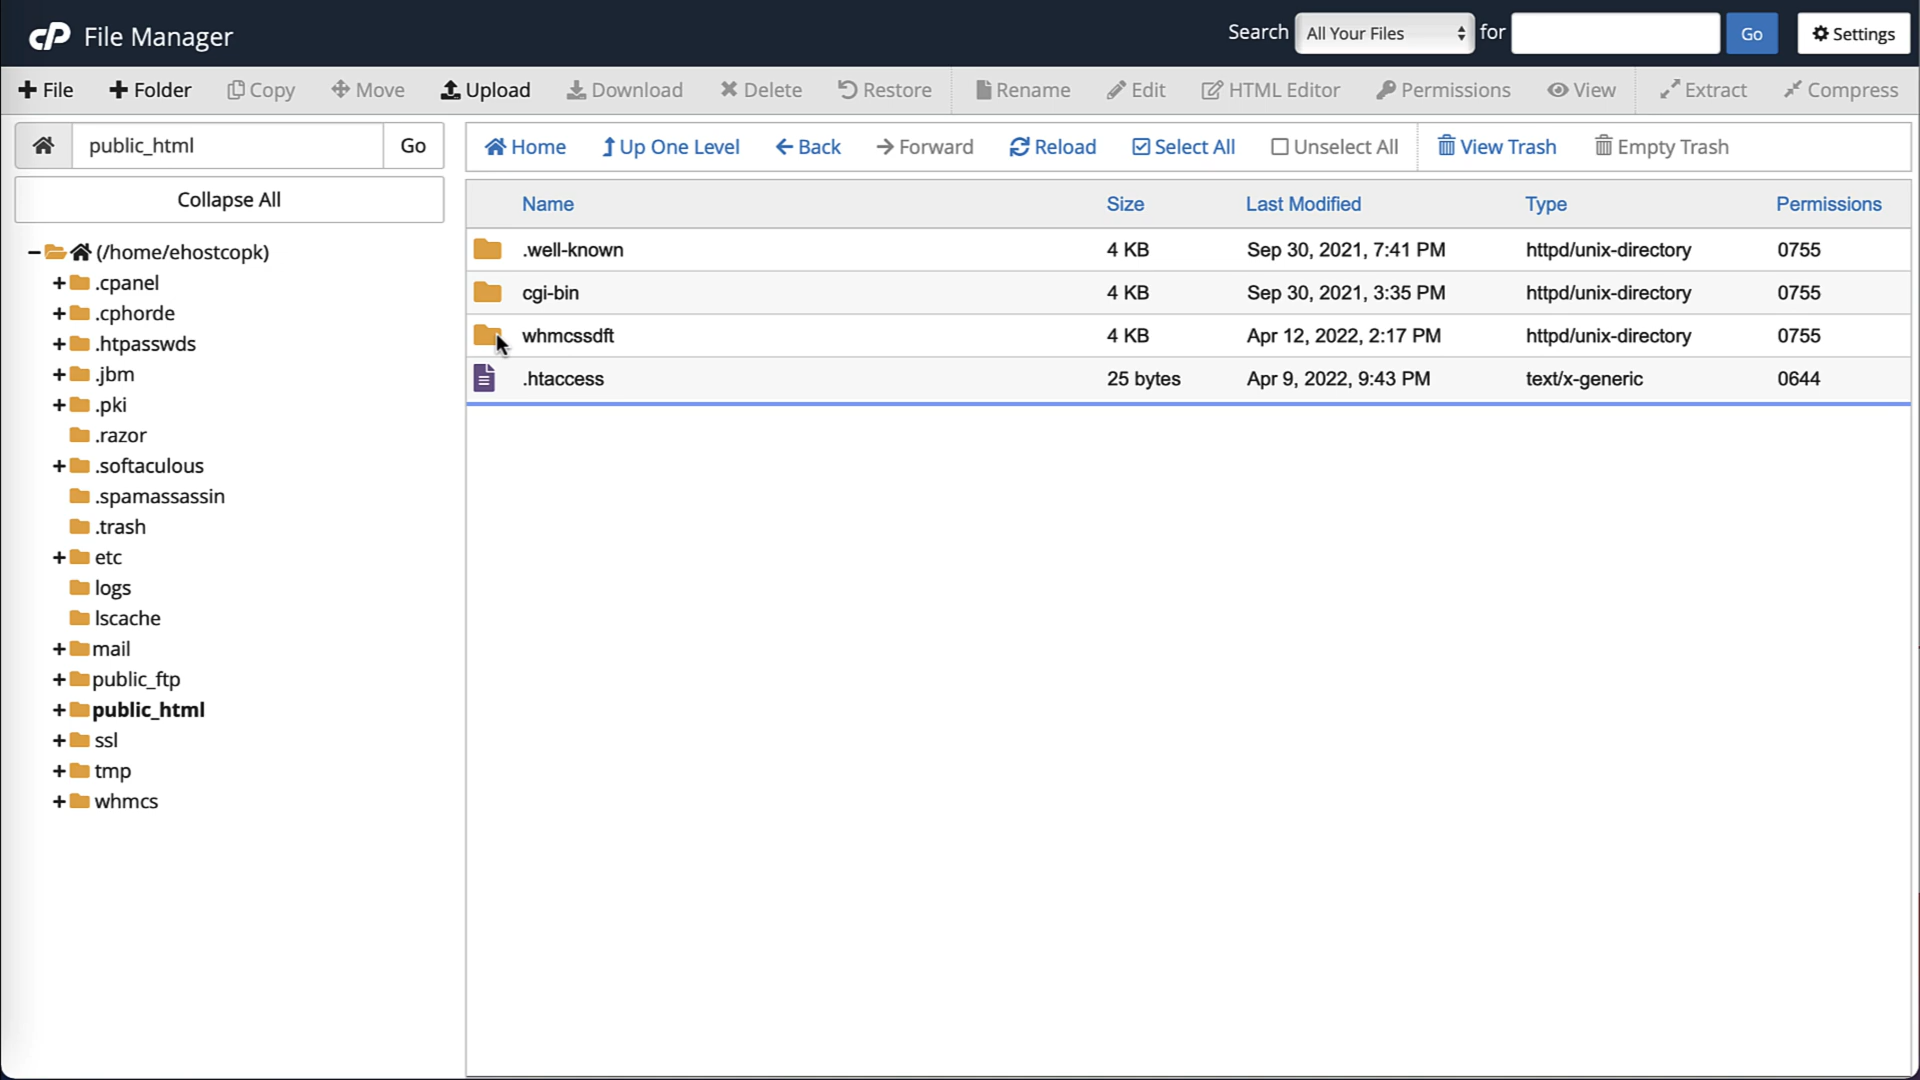 cP File Manager
Search All Your Files for Go Settings
File Folder Copy Move Upload Download Delete Restore Rename Edit HTML Editor Permissions View Extract Compress
public_html Go
Home Up One Level Back Forward Reload Select All Unselect All View Trash Empty Trash
Collapse All
(/home/ehostcopk)
.cpanel
.cphorde
.htpasswds
.jbm
.pki
.razor
.softaculous
.spamassassin
.trash
etc
logs
lscache
mail
public_ftp
public_html
ssl
tmp
whmcs
Name Size Last Modified Type Permissions
.well-known 4 KB Sep 30, 2021, 7:41 PM httpd/unix-directory 0755
cgi-bin 4 KB Sep 30, 2021, 3:35 PM httpd/unix-directory 0755
whmcssdft 4 KB Apr 12, 2022, 2:17 PM httpd/unix-directory 0755
.htaccess 25 bytes Apr 9, 2022, 9:43 PM text/x-generic 0644